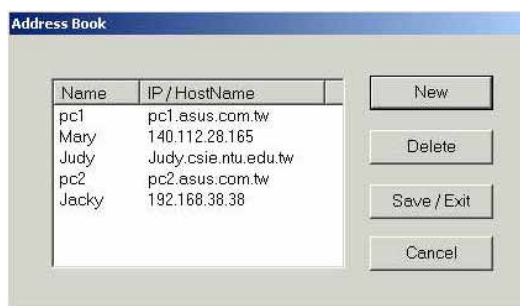 Address Book
Name IP / HostName
pc1 pc1.asus.com.tw
Mary 140.112.28.165
Judy Judy.csie.ntu.edu.tw
pc2 pc2.asus.com.tw
Jacky 192.168.38.38
New
Delete
Save / Exit
Cancel